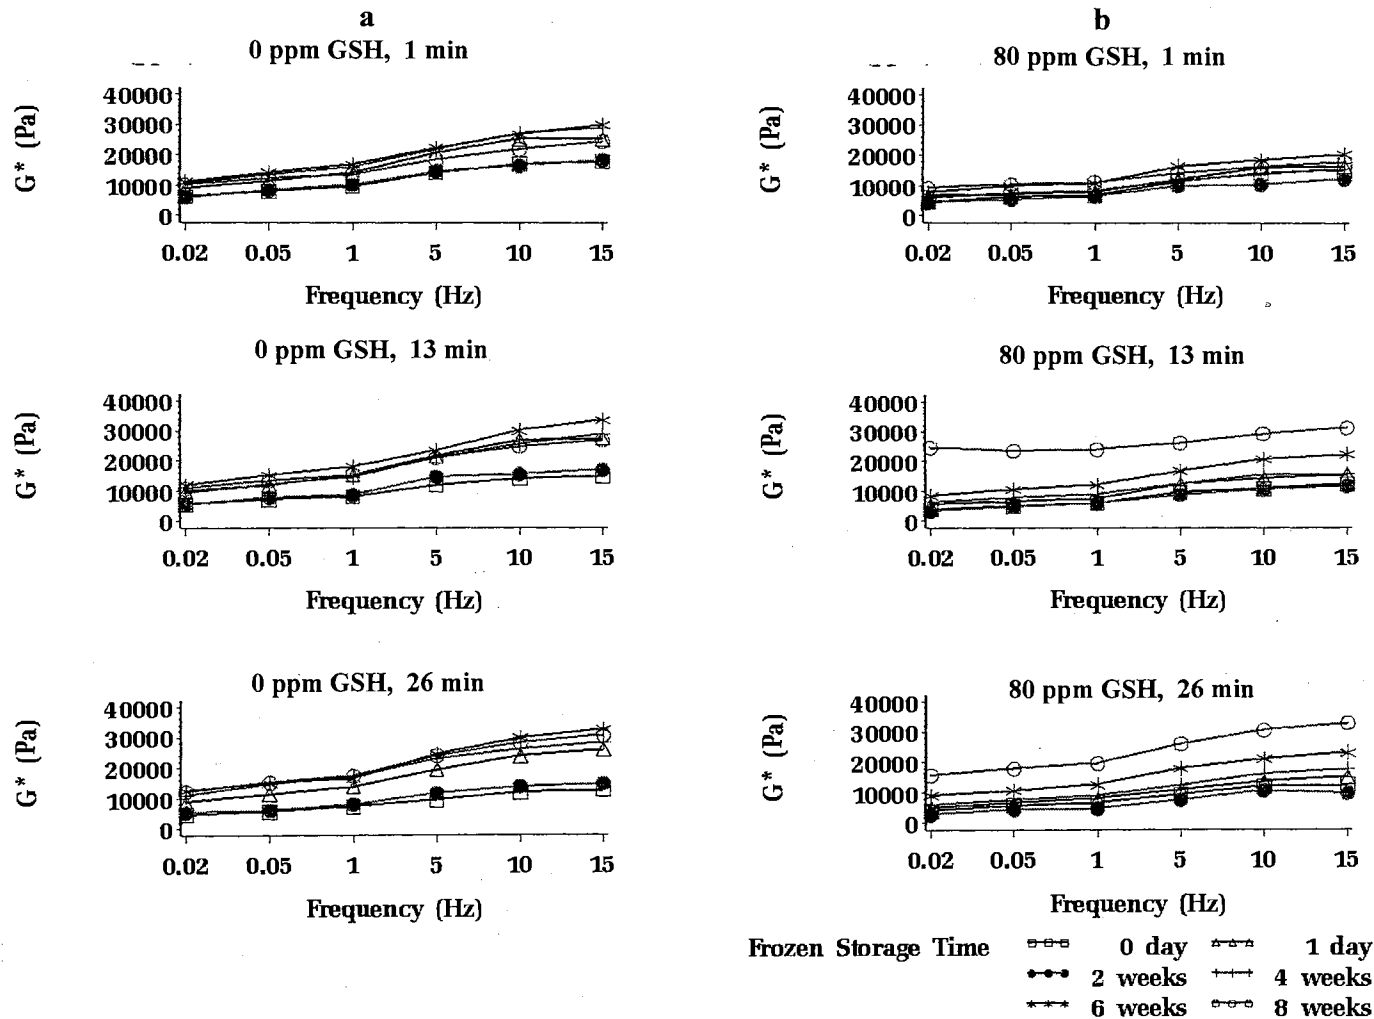 a
b
0 ppm GSH, 1 min
80 ppm GSH, 1 min
G* (Pa)
40000
30000
20000
10000
0
0.02 0.05 1 5 10 15
Frequency (Hz)
G* (Pa)
40000
30000
20000
10000
0
0.02 0.05 1 5 10 15
Frequency (Hz)
0 ppm GSH, 13 min
80 ppm GSH, 13 min
G* (Pa)
40000
30000
20000
10000
0
0.02 0.05 1 5 10 15
Frequency (Hz)
G* (Pa)
40000
30000
20000
10000
0
0.02 0.05 1 5 10 15
Frequency (Hz)
0 ppm GSH, 26 min
80 ppm GSH, 26 min
G* (Pa)
40000
30000
20000
10000
0
0.02 0.05 1 5 10 15
Frequency (Hz)
G* (Pa)
40000
30000
20000
10000
0
0.02 0.05 1 5 10 15
Frequency (Hz)
Frozen Storage Time 0 day 1 day
2 weeks 4 weeks
6 weeks 8 weeks